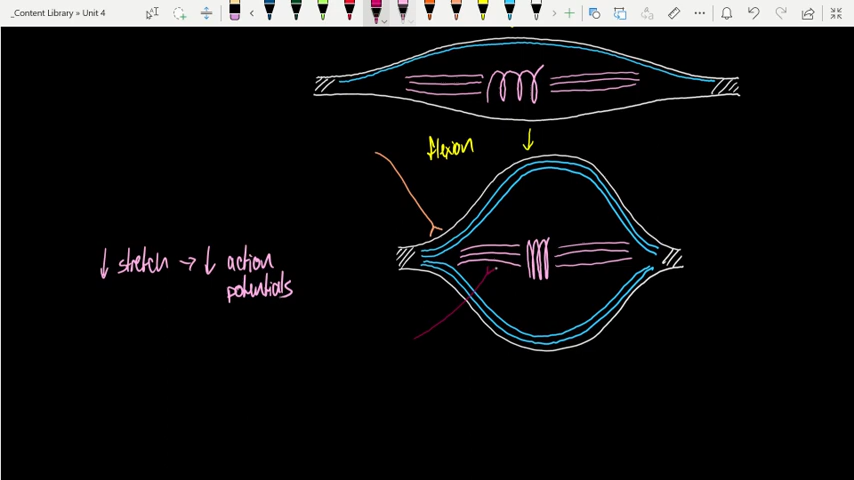 _Content Library » Unit 4
flexion
↓ stretch → ↓ action
potentials